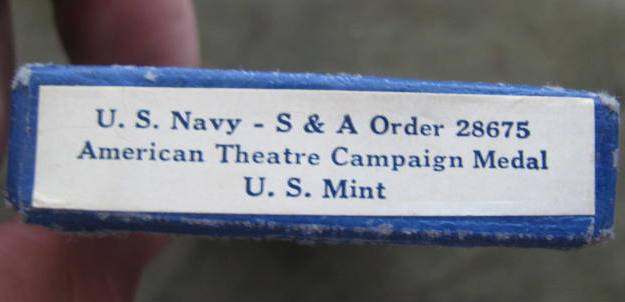 U. S. Navy - S & A Order 28675
American Theatre Campaign Medal
U. S. Mint